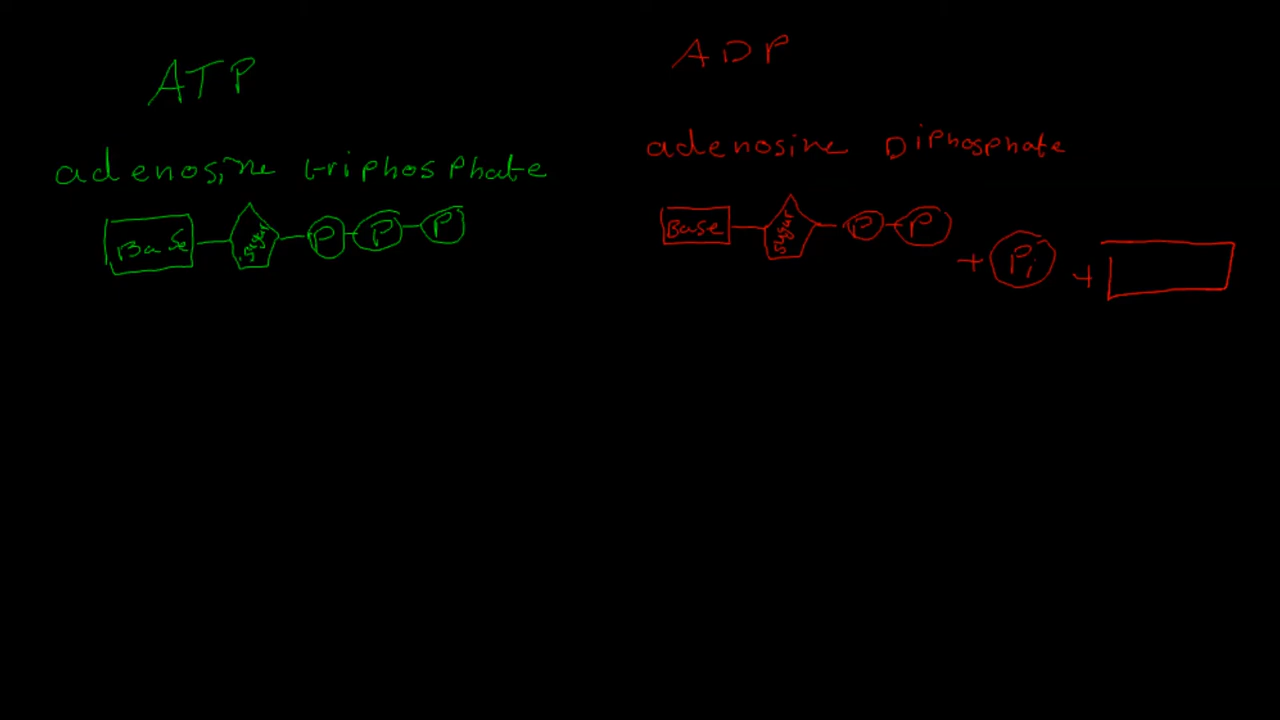 ATP
adenosine triphosphate
Base sugar P P P
ADP
adenosine Diphosphate
Base sugar P P + Pi +